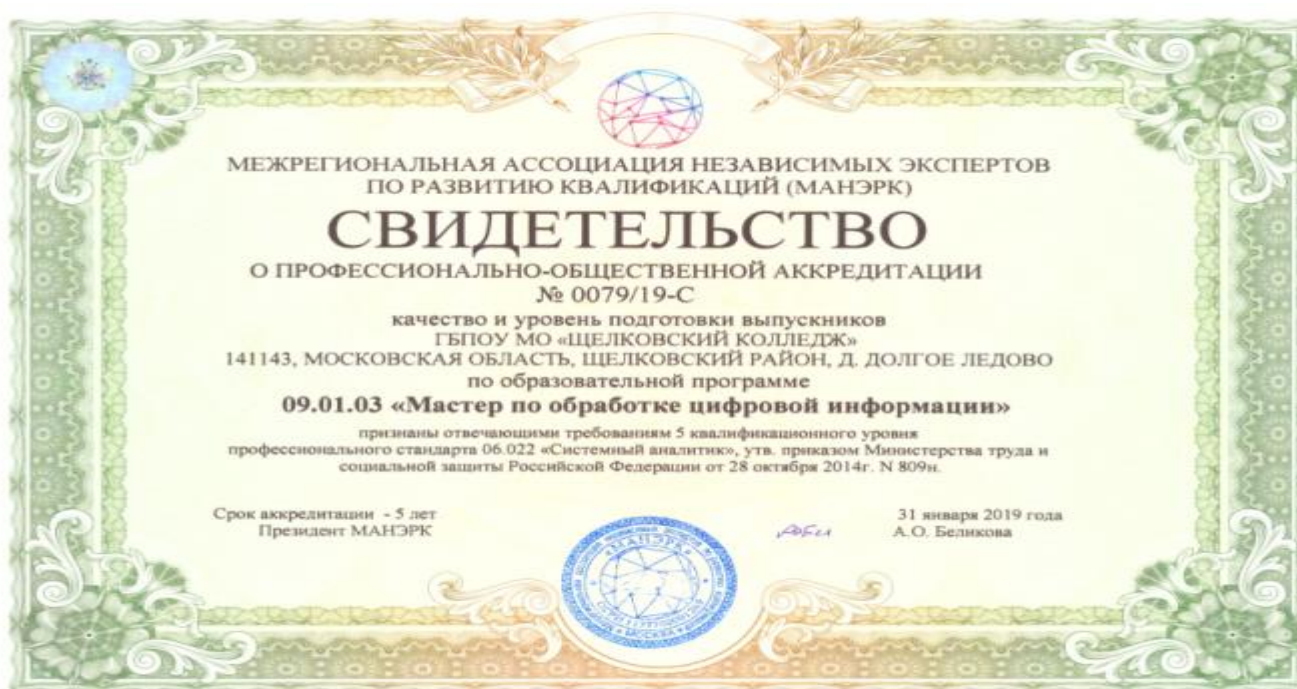 МЕЖРЕГИОНАЛЬНАЯ АССОЦИАЦИЯ НЕЗАВИСИМЫХ ЭКСПЕРТОВ
ПО РАЗВИТИЮ КВАЛИФИКАЦИЙ (МАНЭРК)
СВИДЕТЕЛЬСТВО
О ПРОФЕССИОНАЛЬНО-ОБЩЕСТВЕННОЙ АККРЕДИТАЦИИ
№ 0079/19-С
качество и уровень подготовки выпускников
ГБПОУ МО «ЩЕЛКОВСКИЙ КОЛЛЕДЖ»
141143, МОСКОВСКАЯ ОБЛАСТЬ, ЩЕЛКОВСКИЙ РАЙОН, Д. ДОЛГОЕ ЛЕДОВО
по образовательной программе
09.01.03 «Мастер по обработке цифровой информации»
признаны отвечающими требованиям 5 квалификационного уровня
профессионального стандарта 06.022 «Системный аналитик», утв. приказом Министерства труда и
социальной защиты Российской Федерации от 28 октября 2014г. N 809н.
Срок аккредитации - 5 лет
31 января 2019 года
Президент МАНЭРК
А.О. Беликова
«МАНЭРК»
МОСКВА